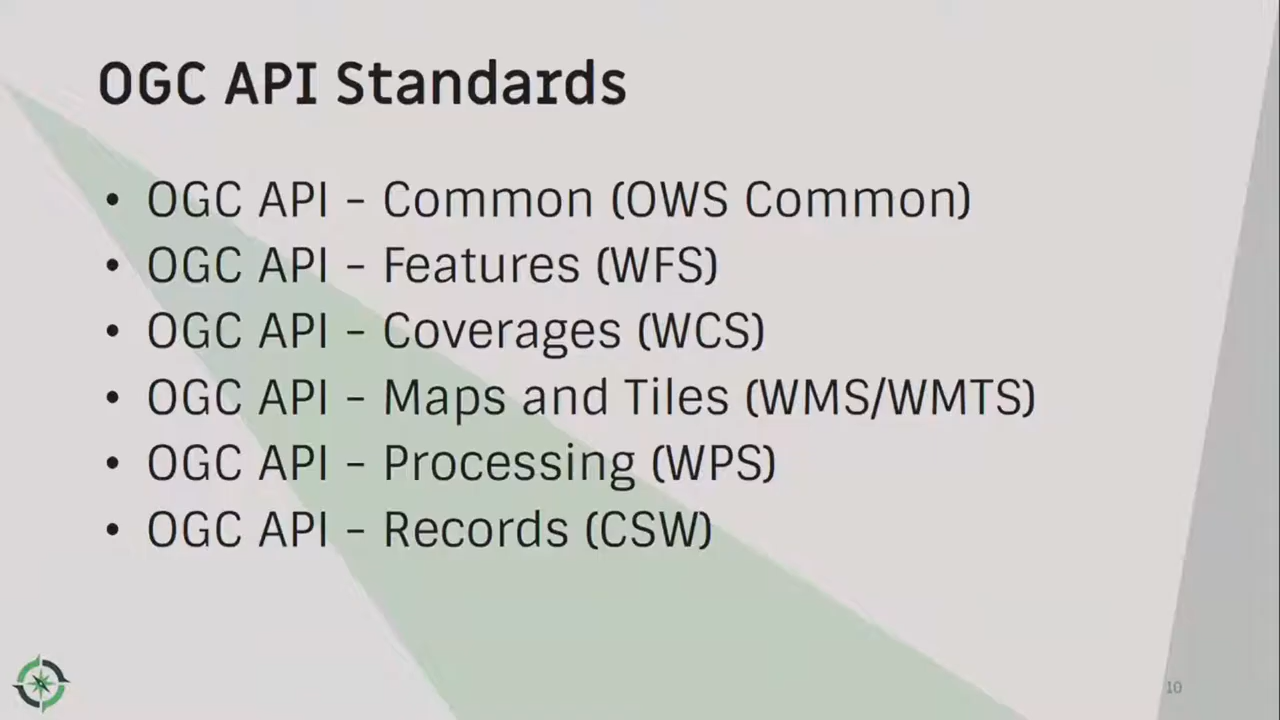 OGC API Standards
• OGC API – Common (OWS Common)
• OGC API – Features (WFS)
• OGC API – Coverages (WCS)
• OGC API – Maps and Tiles (WMS/WMTS)
• OGC API – Processing (WPS)
• OGC API – Records (CSW)
10